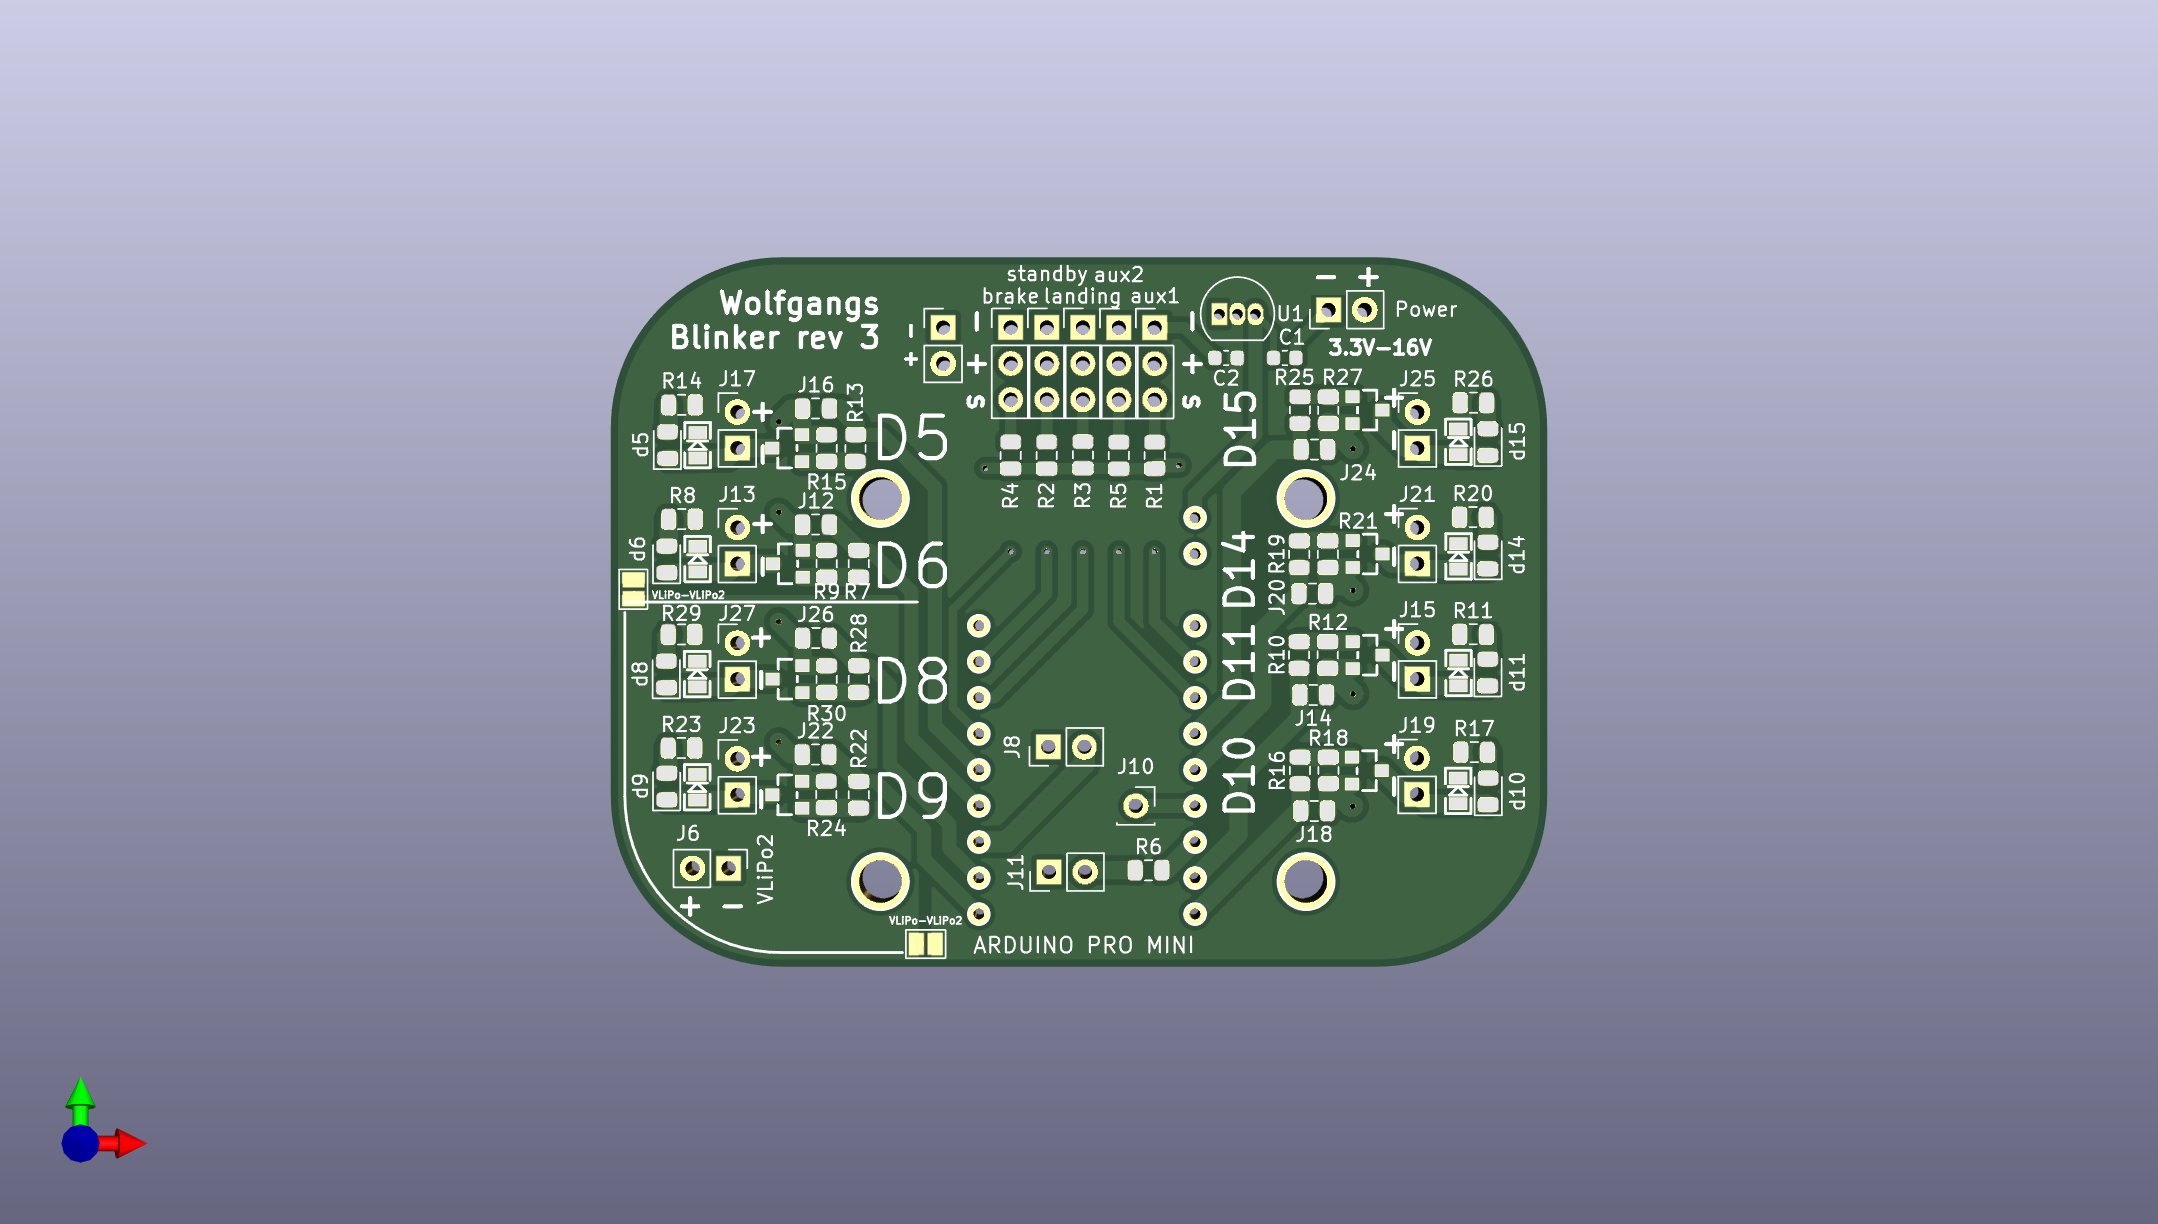 standby aux2
brake landing aux1
Wolfgangs
Blinker rev 3
- +
Power
U1
C1
3.3V-16V
C2
-
+
-
+
s
-
+
s
R14
J17
+
-
J16
R13
D5
d5
R15
R4
R2
R3
R5
R1
D15
R25 R27
J25
+
-
R26
d15
J24
R8
J13
+
-
J12
D6
d6
R9 R7
VLiPo-VLiPo2
D14
R19
R21
J21
+
-
R20
d14
J20
R29
J27
+
-
J26
R28
D8
d8
R30
D11
R12
R10
J15
+
-
R11
d11
J14
R23
J23
+
-
J22
R22
D9
d9
R24
J8
J10
D10
R18
R16
J19
+
-
R17
d10
J18
J6
VLiPo2
+ -
J11
R6
VLiPo-VLiPo2
ARDUINO PRO MINI